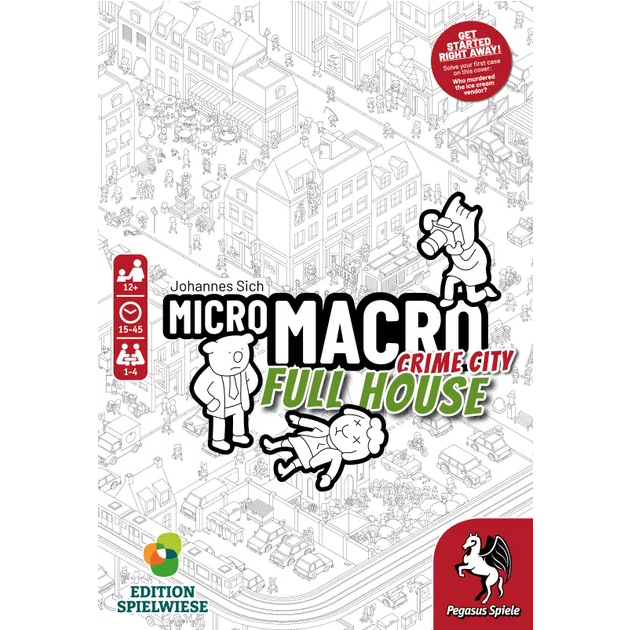 GET
STARTED
RIGHT AWAY!
Solve your first case
on this cover:
Who murdered
the ice cream
vendor?
12+
15-45
1-4
Johannes Sich
MICRO MACRO
CRIME CITY
FULL HOUSE
EDITION
SPIELWIESE
Pegasus Spiele